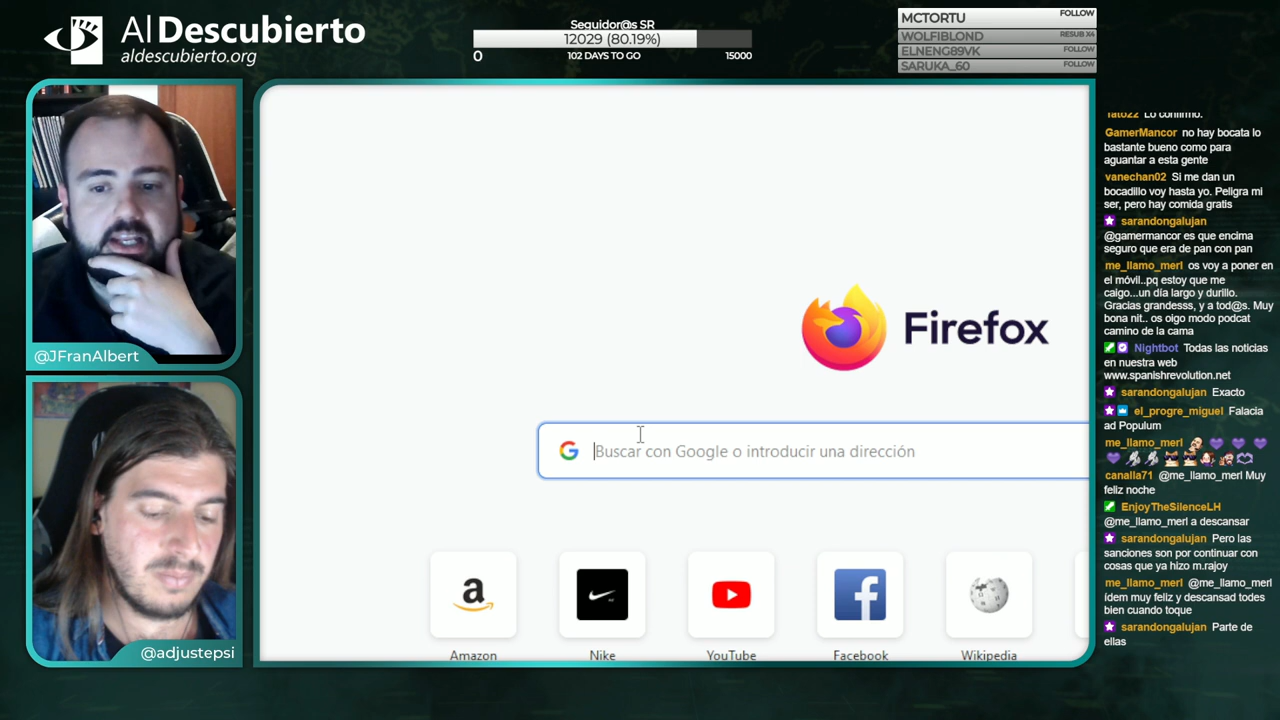 Al Descubierto
aldescubierto.org
Seguidor@s SR
12029 (80.19%)
0
102 DAYS TO GO
15000
MCTORTU FOLLOW
WOLFIBLOND RESUB X4
ELNENG89VK FOLLOW
SARUKA_60 FOLLOW
@JFranAlbert
@adjustepsi
Firefox
Buscar con Google o introducir una dirección
Amazon
Nike
YouTube
Facebook
Wikipedia
Tato22 Lo confirmo.
GamerMancor no hay bocata lo
bastante bueno como para
aguantar a esta gente
vanechan02 Si me dan un
bocadillo voy hasta yo. Peligra mi
ser, pero hay comida gratis
sarandongalujan
@gamermancor es que encima
seguro que era de pan con pan
me_llamo_merl os voy a poner en
el móvil..pq estoy que me
caigo...un día largo y durillo.
Gracias grandesss, y a tod@s. Muy
bona nit.. os oigo modo podcat
camino de la cama
Nightbot Todas las noticias
en nuestra web
www.spanishrevolution.net
sarandongalujan Exacto
el_progre_miguel Falacia
ad Populum
me_llamo_merl
canalla71 @me_llamo_merl Muy
feliz noche
EnjoyTheSilenceLH
@me_llamo_merl a descansar
sarandongalujan Pero las
sanciones son por continuar con
cosas que ya hizo m.rajoy
me_llamo_merl @me_llamo_merl
ídem muy feliz y descansad todes
bien cuando toque
sarandongalujan Parte de
ellas